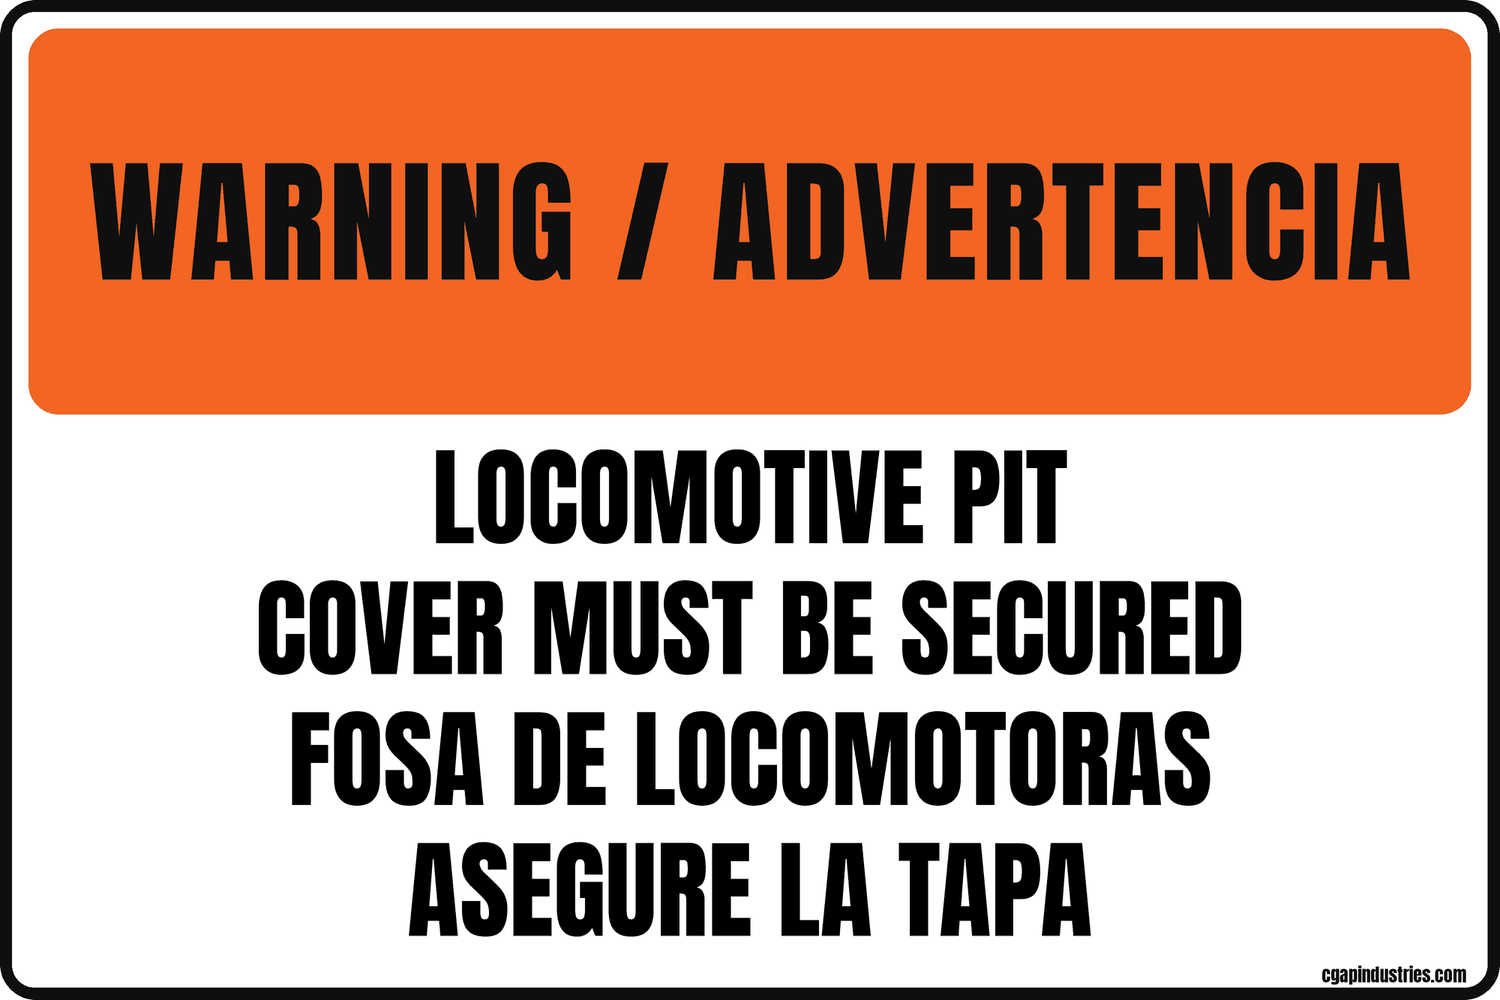 WARNING / ADVERTENCIA
LOCOMOTIVE PIT
COVER MUST BE SECURED
FOSA DE LOCOMOTORAS
ASEGURE LA TAPA
cgapindustries.com